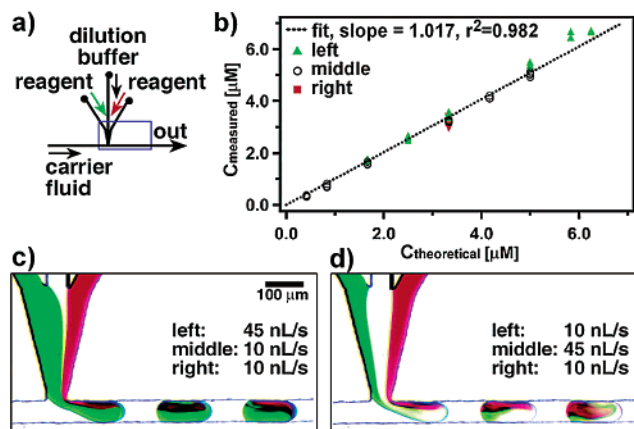 a)
dilution
buffer
reagent
reagent
out
carrier
fluid
b)
fit, slope = 1.017, r²=0.982
left
middle
right
Cmeasured [µM]
6.0
4.0
2.0
0.0
0.0
2.0
4.0
6.0
Ctheoretical [µM]
c)
100 µm
left: 45 nL/s
middle: 10 nL/s
right: 10 nL/s
d)
left: 10 nL/s
middle: 45 nL/s
right: 10 nL/s